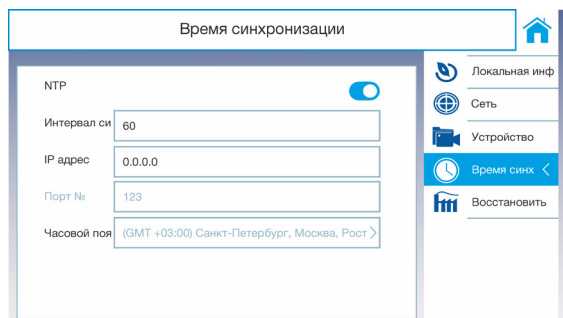 Время синхронизации
NTP
Интервал си
60
IP адрес
0.0.0.0
Порт №
123
Часовой поя
(GMT +03:00) Санкт-Петербург, Москва, Рост
Локальная инф
Сеть
Устройство
Время синх
Восстановить